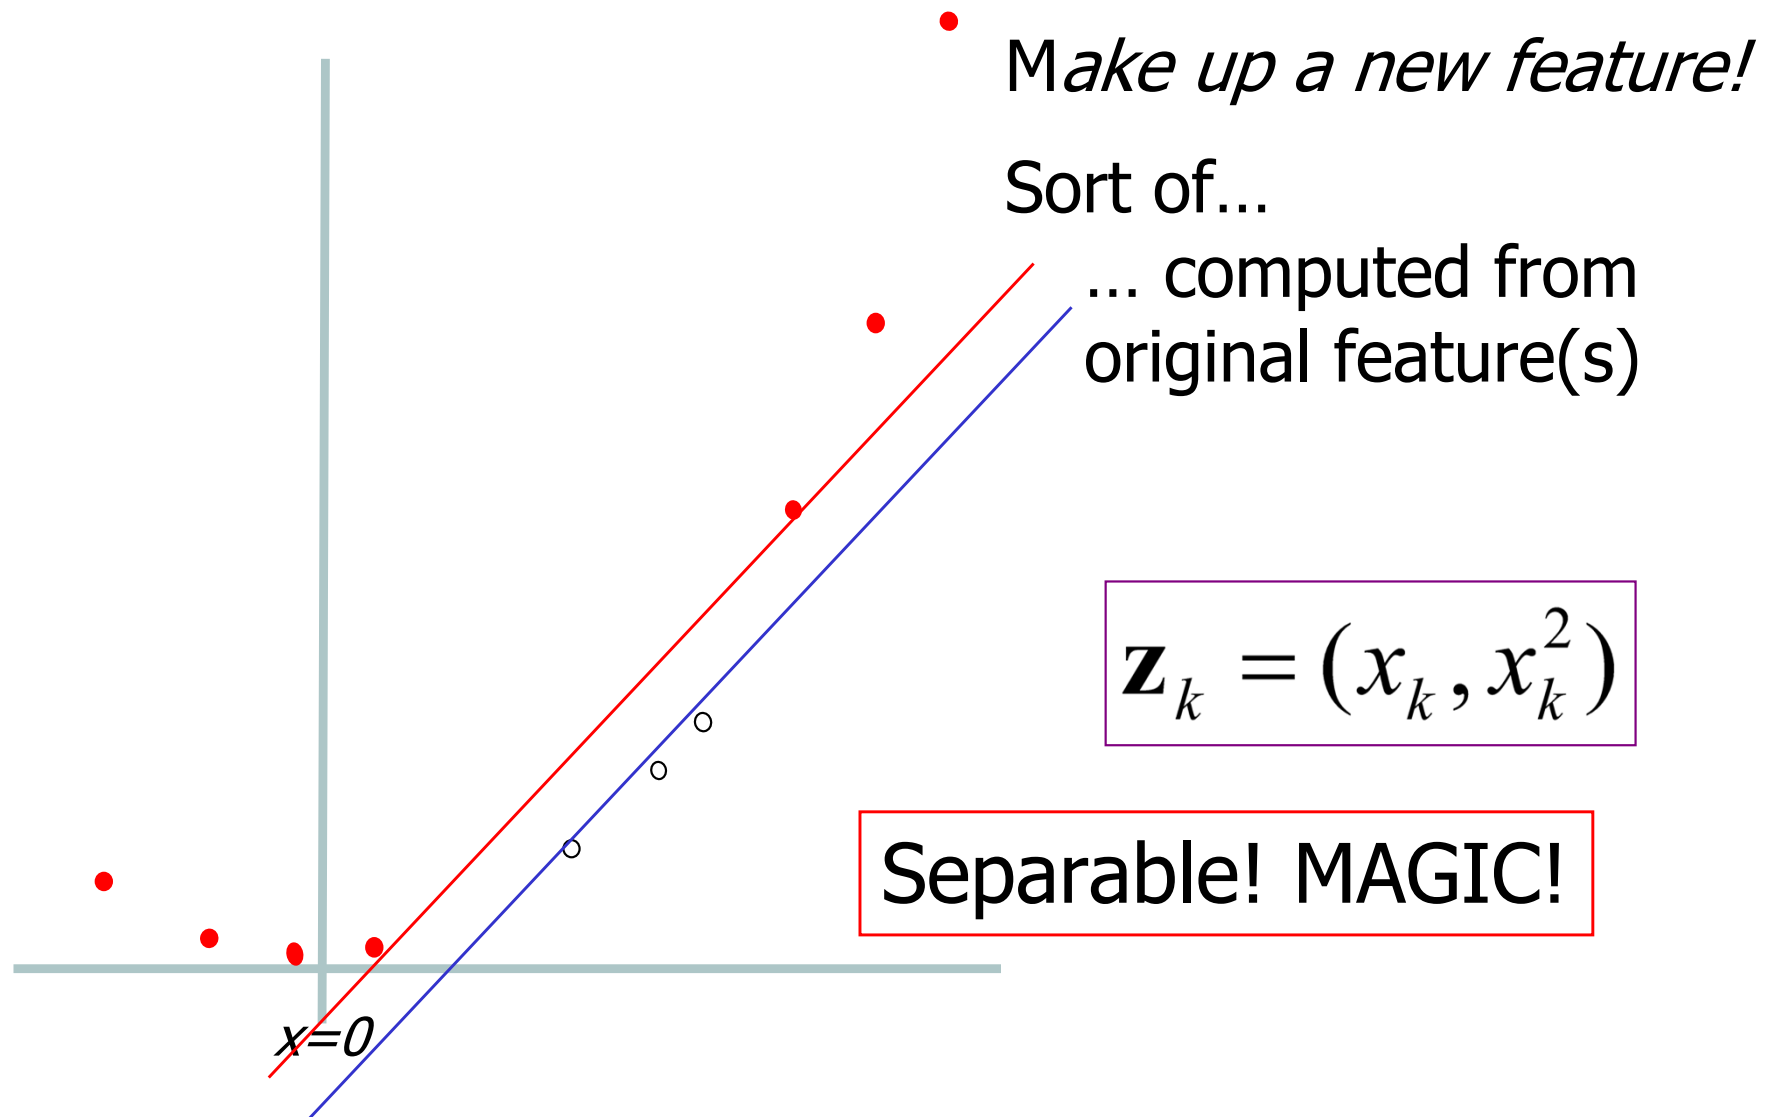 Make up a new feature!
Sort of...
... computed from
original feature(s)
z_k = (x_k, x_k^2)
Separable! MAGIC!
x=0